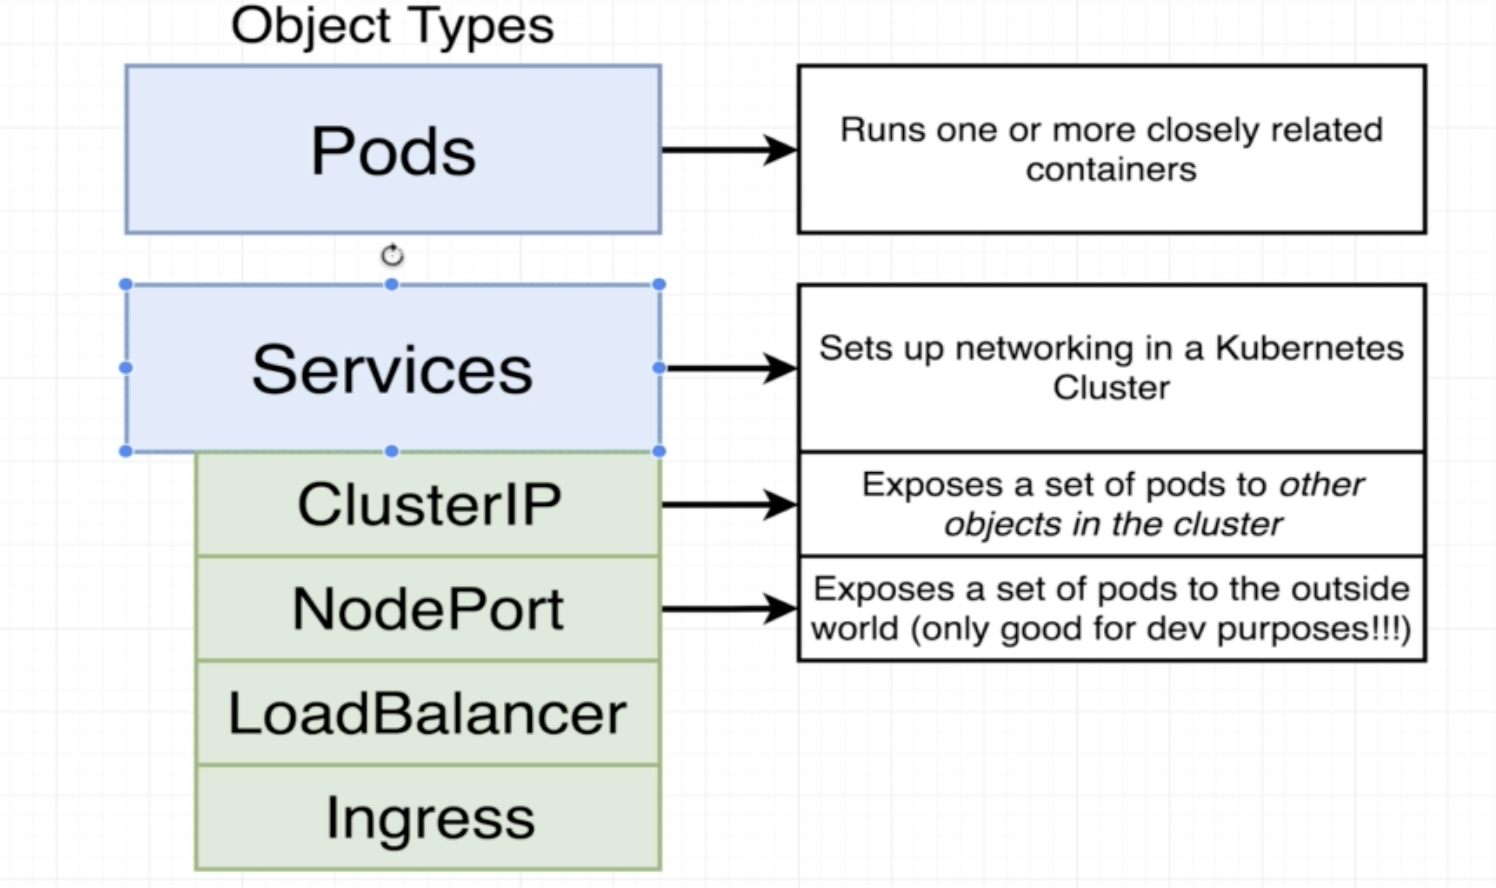 Object Types
Pods
Runs one or more closely related
containers
Services
Sets up networking in a Kubernetes
Cluster
ClusterIP
Exposes a set of pods to other
objects in the cluster
NodePort
Exposes a set of pods to the outside
world (only good for dev purposes!!!)
LoadBalancer
Ingress